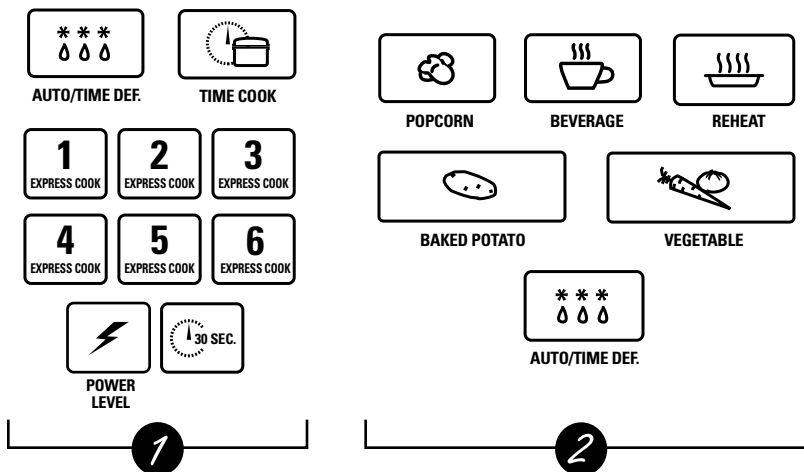 AUTO/TIME DEF.
TIME COOK
1
EXPRESS COOK
2
EXPRESS COOK
3
EXPRESS COOK
4
EXPRESS COOK
5
EXPRESS COOK
6
EXPRESS COOK
30 SEC.
POWER
LEVEL
1
POPCORN
BEVERAGE
REHEAT
BAKED POTATO
VEGETABLE
AUTO/TIME DEF.
2